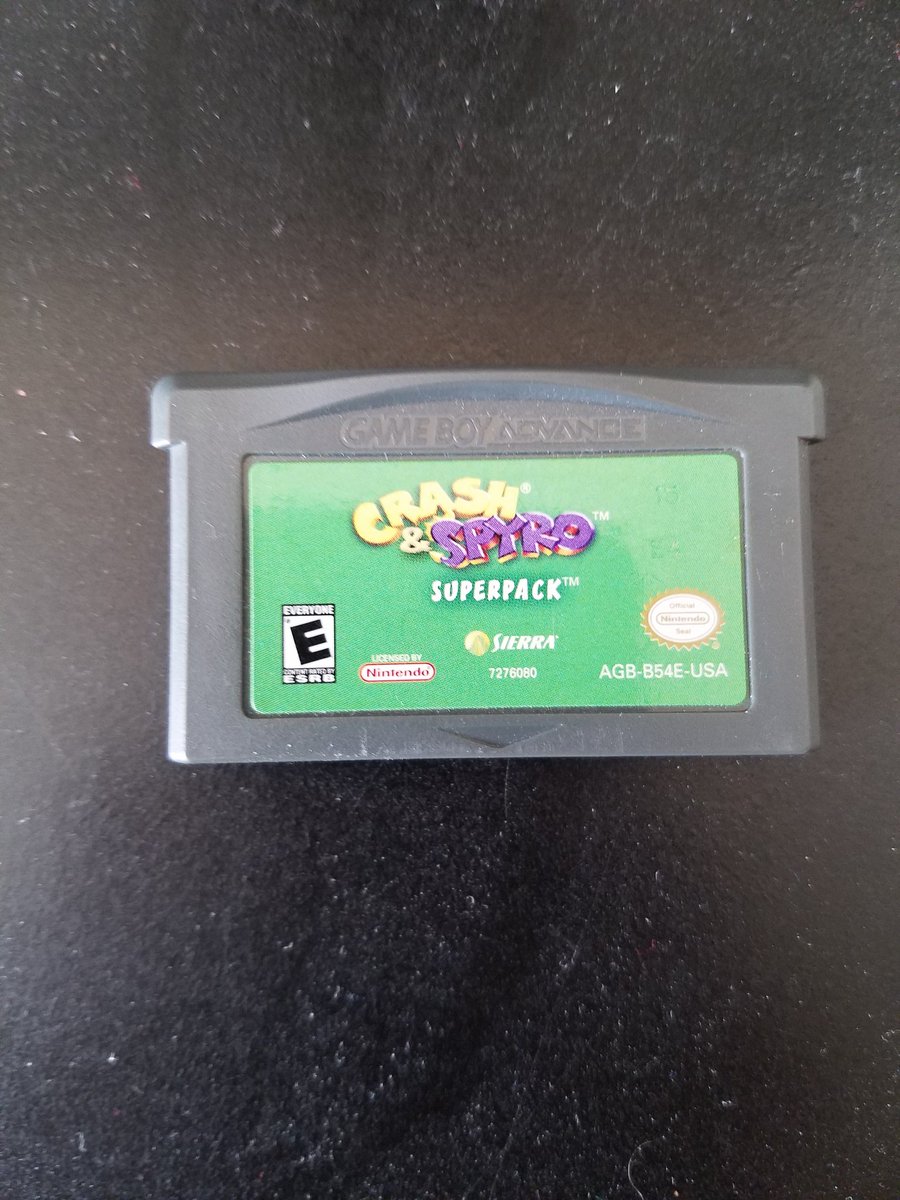 GAME BOY ADVANCE
CRASH®
& SPYRO™
SUPERPACK™
EVERYONE
E
CONTENT RATED BY
ESRB
LICENSED BY
Nintendo
SIERRA
7276080
Official
Nintendo
Seal
AGB-B54E-USA